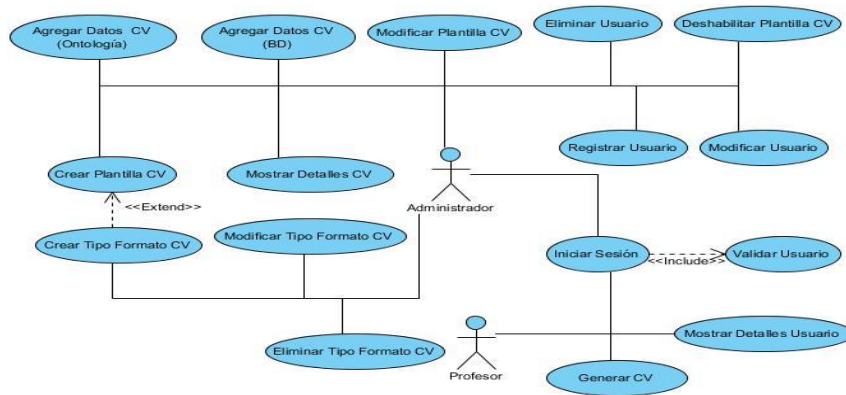 Agregar Datos CV
(Ontología)
Agregar Datos CV
(BD)
Modificar Plantilla CV
Eliminar Usuario
Deshabilitar Plantilla CV
Crear Plantilla CV
Mostrar Detalles CV
Registrar Usuario
Modificar Usuario
<<Extend>>
Administrador
Crear Tipo Formato CV
Modificar Tipo Formato CV
Iniciar Sesión
<<Include>>
Validar Usuario
Eliminar Tipo Formato CV
Profesor
Mostrar Detalles Usuario
Generar CV